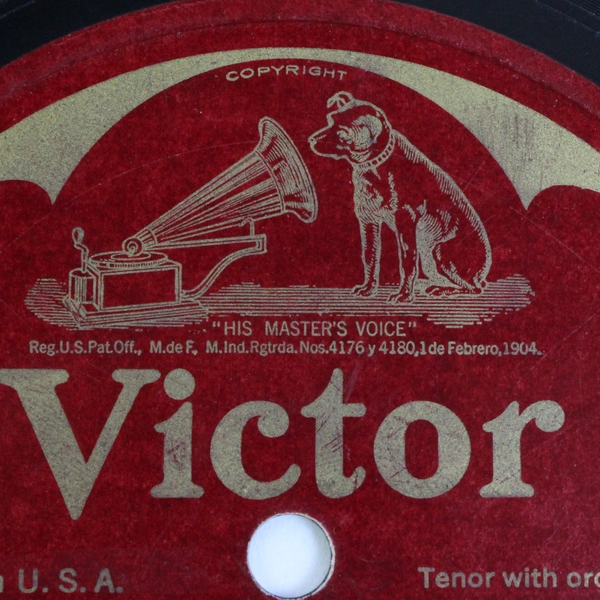 COPYRIGHT
"HIS MASTER'S VOICE"
Reg.U.S.Pat.Off., M.de F., M.Ind.Rgtrda.Nos.4176 y 4180,1 de Febrero,1904.
Victor
U. S. A.
Tenor with